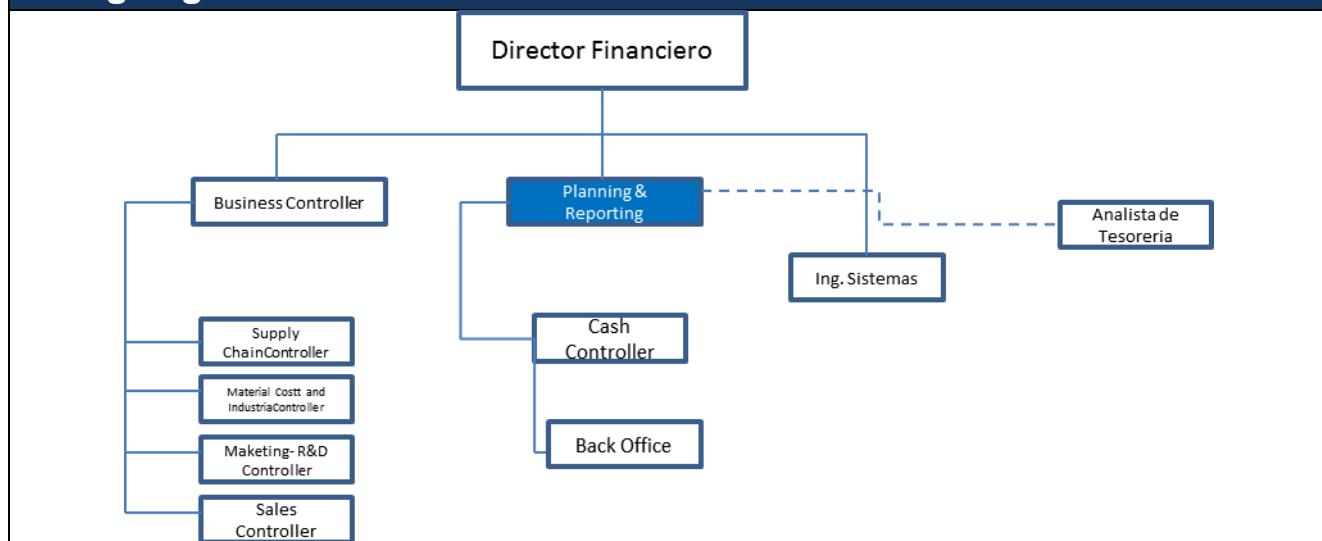 Director Financiero
Business Controller
Planning &
Reporting
Analista de
Tesoreria
Ing. Sistemas
Supply
ChainController
Cash
Controller
Material Costt and
IndustriaController
Maketing- R&D
Controller
Back Office
Sales
Controller